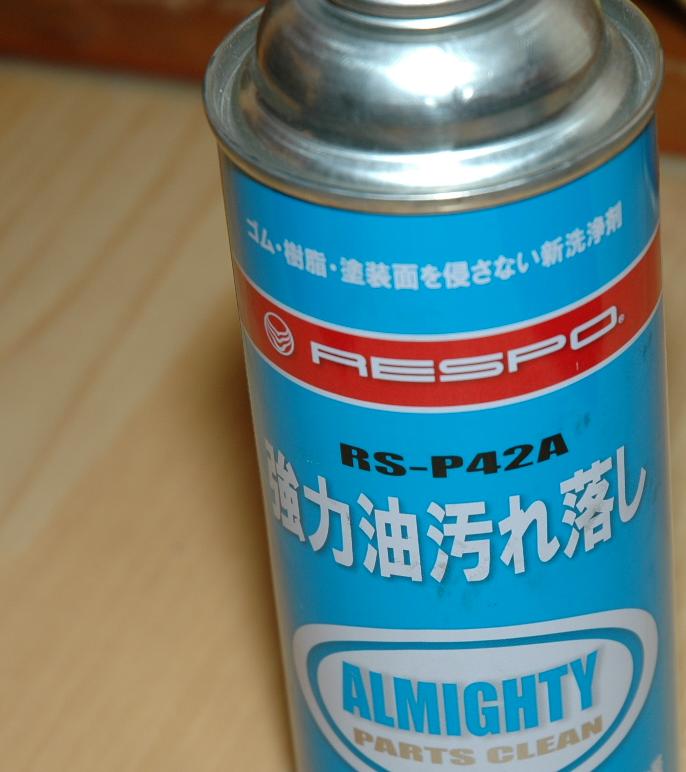 ゴム・樹脂・塗装面を侵さない新洗浄剤
RESPO®
RS-P42A
強力油汚れ落し
ALMIGHTY
PARTS CLEAN